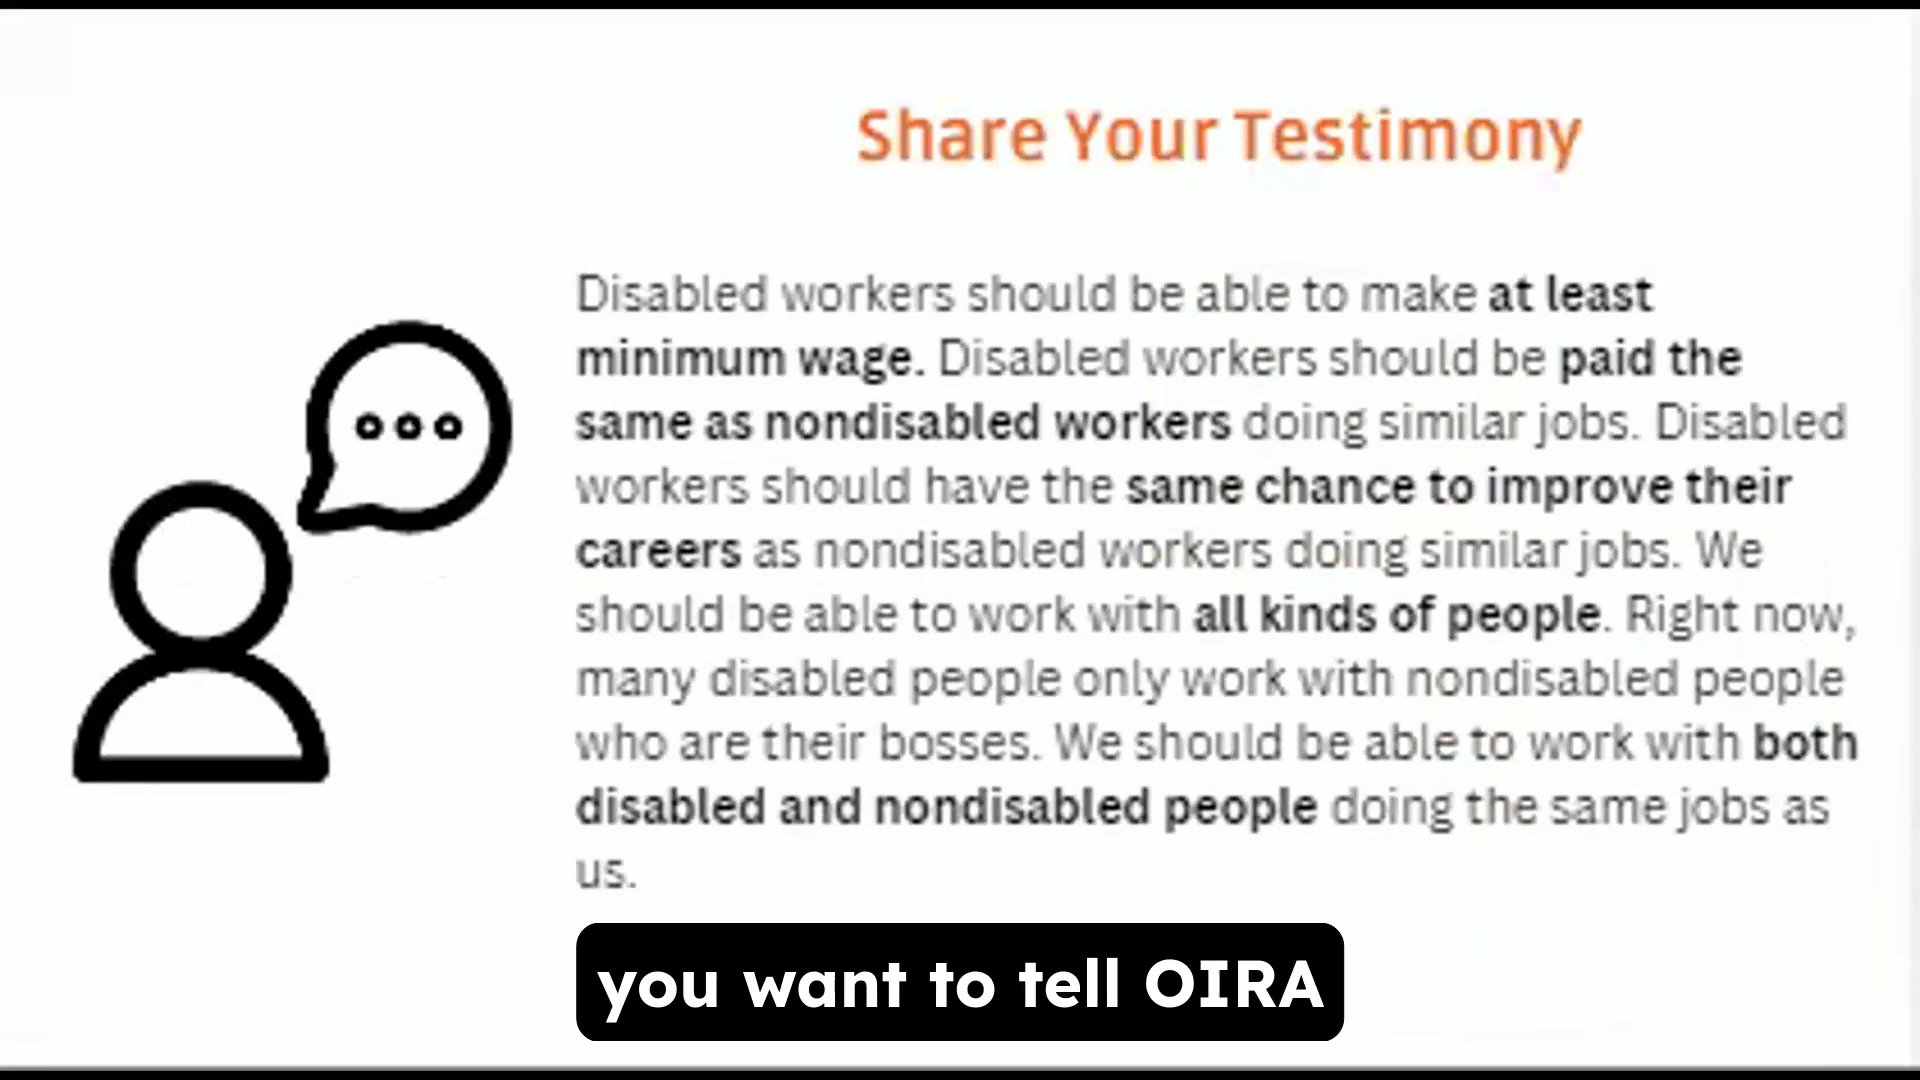 Share Your Testimony
Disabled workers should be able to make at least
minimum wage. Disabled workers should be paid the
same as nondisabled workers doing similar jobs. Disabled
workers should have the same chance to improve their
careers as nondisabled workers doing similar jobs. We
should be able to work with all kinds of people. Right now,
many disabled people only work with nondisabled people
who are their bosses. We should be able to work with both
disabled and nondisabled people doing the same jobs as
us.
you want to tell OIRA